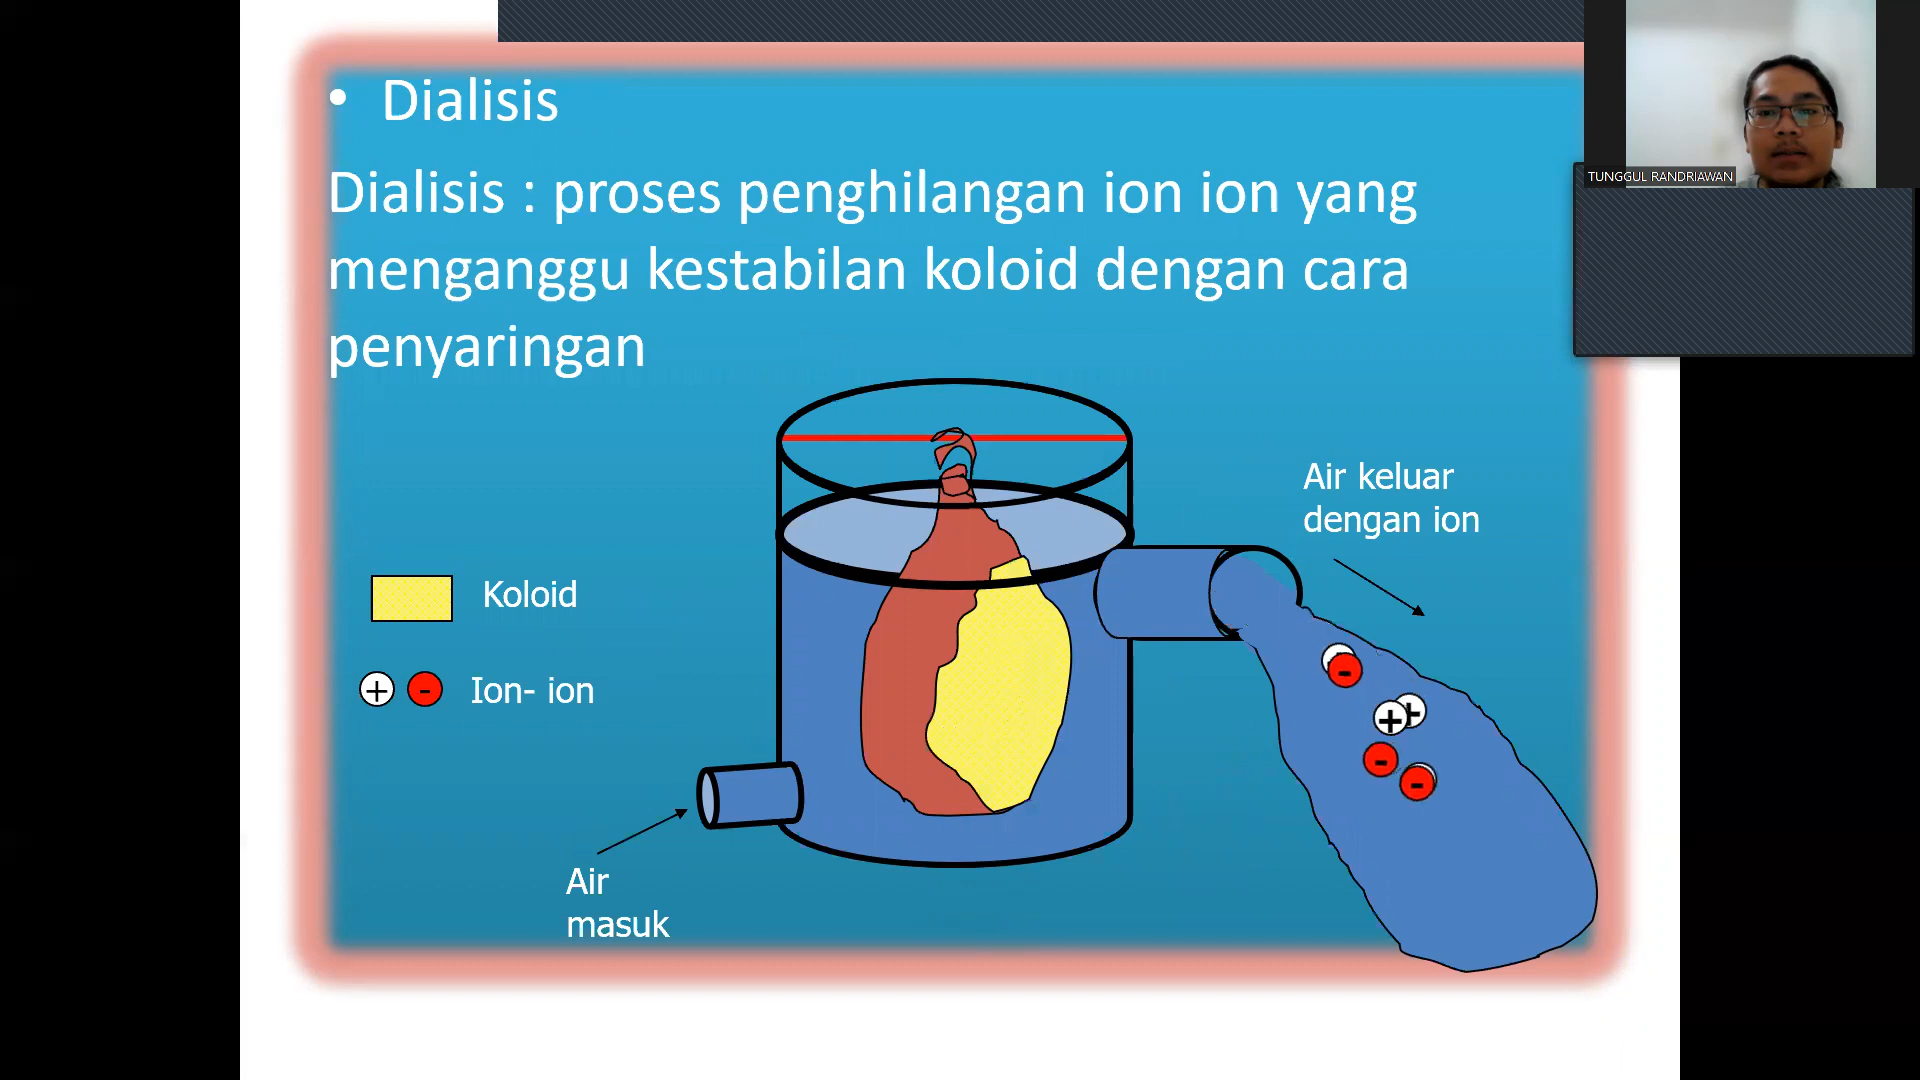 • Dialisis
Dialisis : proses penghilangan ion ion yang
menganggu kestabilan koloid dengan cara
penyaringan
TUNGGUL RANDRIAWAN
Air keluar
dengan ion
Koloid
+ - Ion- ion
-
+ +
-
-
Air
masuk